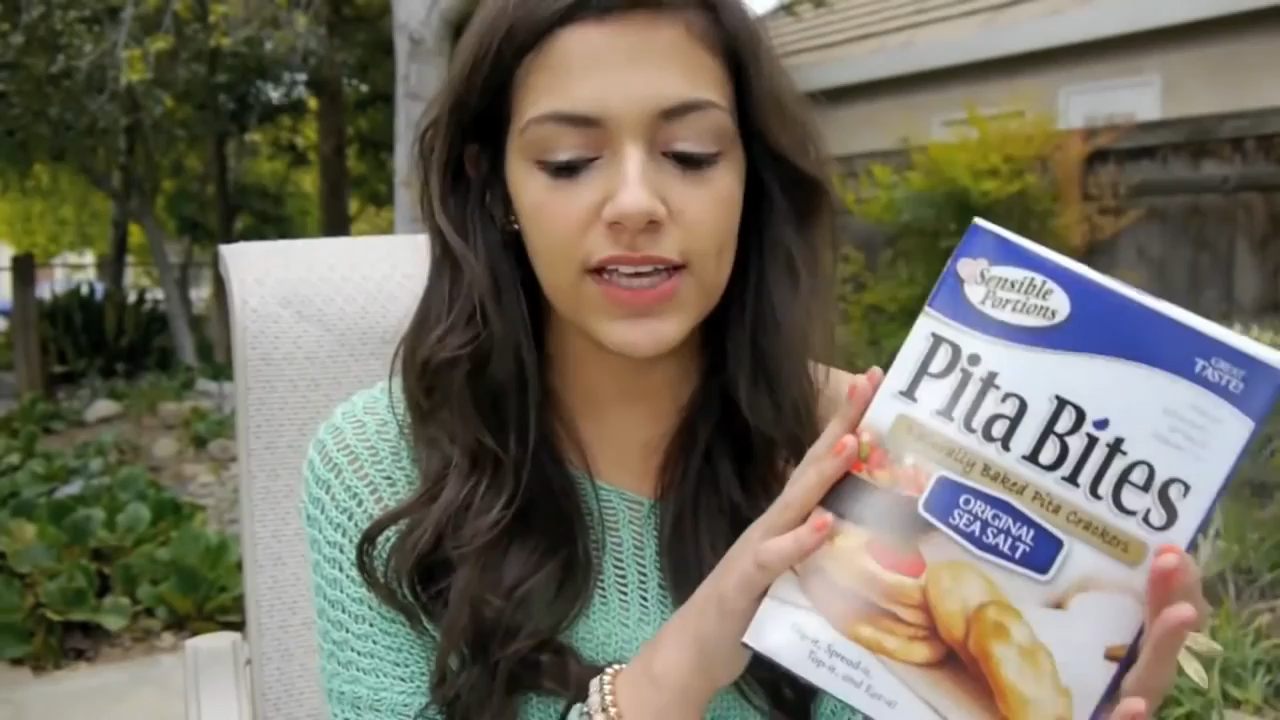 Sensible
Portions
GREAT
TASTE!
Pita Bites
Naturally Baked Pita Crackers
ORIGINAL
SEA SALT
Dip-it, Spread-it,
Top-it, and Eat-it!